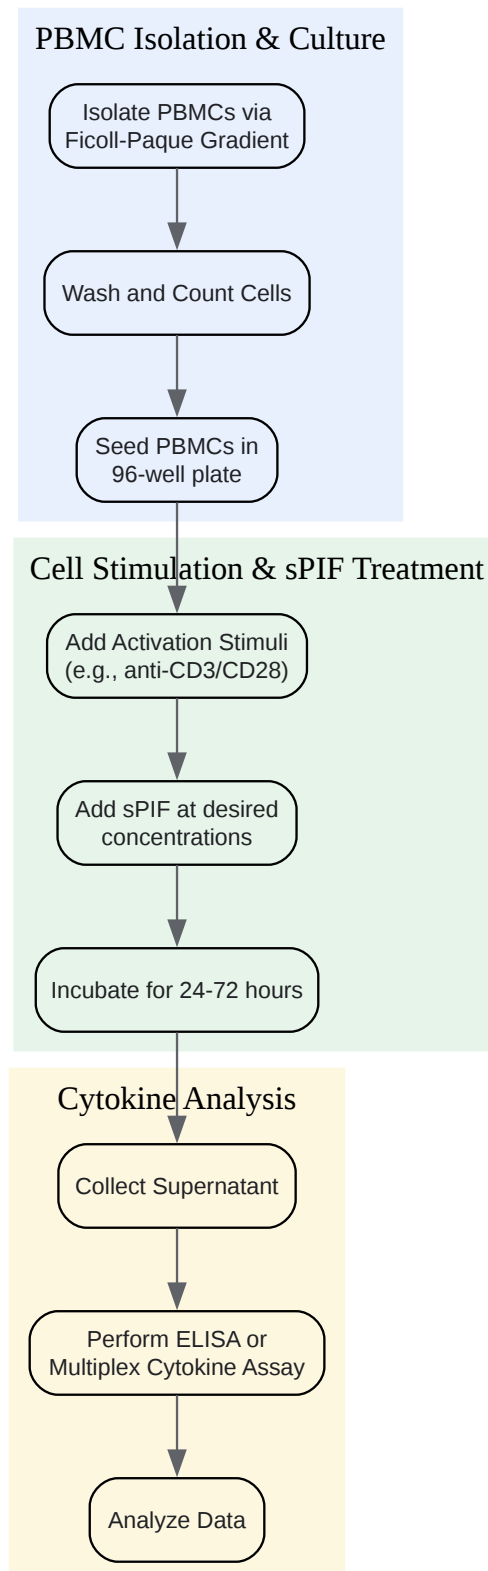 PBMC Isolation & Culture
Isolate PBMCs via
Ficoll-Paque Gradient
Wash and Count Cells
Seed PBMCs in
96-well plate
Cell Stimulation & sPIF Treatment
Add Activation Stimuli
(e.g., anti-CD3/CD28)
Add sPIF at desired
concentrations
Incubate for 24-72 hours
Cytokine Analysis
Collect Supernatant
Perform ELISA or
Multiplex Cytokine Assay
Analyze Data